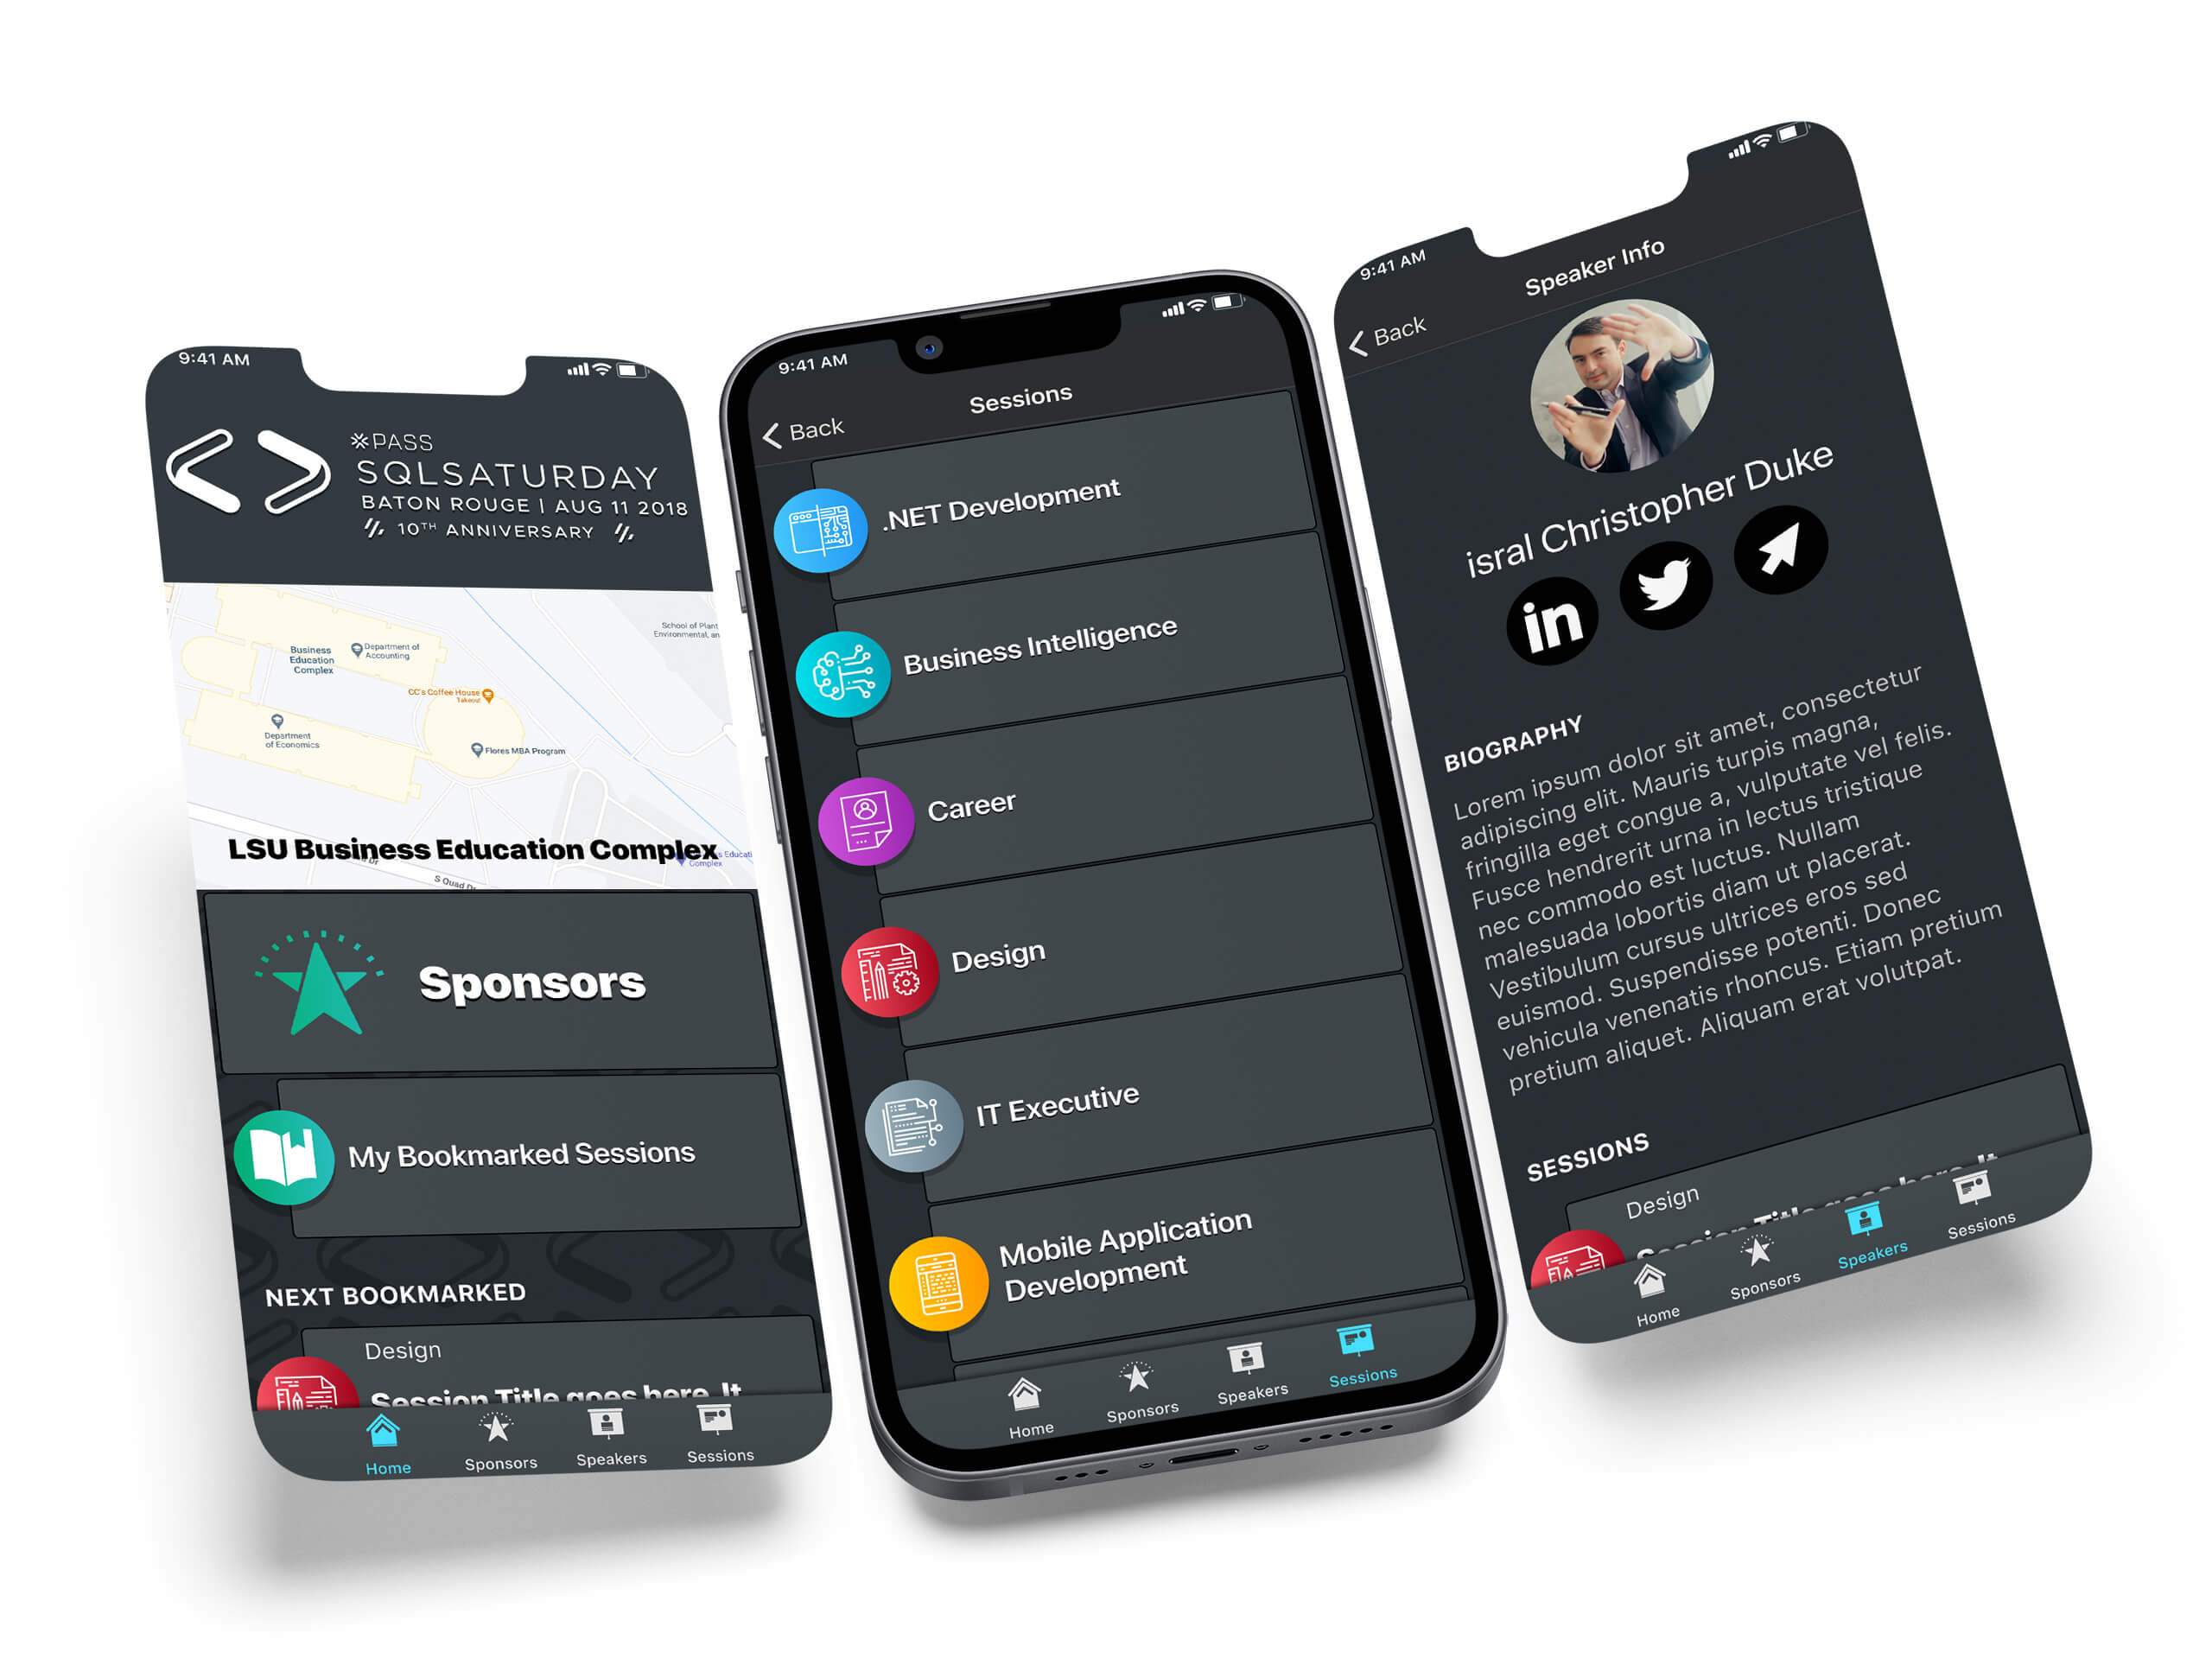 9:41 AM
PASS
SQLSATURDAY
BATON ROUGE | AUG 11 2018
10TH ANNIVERSARY
School of Plant
Environmental, an
Business
Education
Complex
Department of
Accounting
CC's Coffee House
Takeout
Department
of Economics
Flores MBA Program
LSU Business Education Complex
Dr
s Educati
Complex
S Quad Dr
Sponsors
My Bookmarked Sessions
NEXT BOOKMARKED
Design
Session Title goes here. It
Home
Sponsors
Speakers
Sessions
9:41 AM
Sessions
Back
.NET Development
Business Intelligence
Career
Design
IT Executive
Mobile Application
Development
Home
Sponsors
Speakers
Sessions
9:41 AM
Speaker Info
Back
isral Christopher Duke
in
BIOGRAPHY
Lorem ipsum dolor sit amet, consectetur
adipiscing elit. Mauris turpis magna,
fringilla eget congue a, vulputate vel felis.
Fusce hendrerit urna in lectus tristique
nec commodo est luctus. Nullam
malesuada lobortis diam ut placerat.
Vestibulum cursus ultrices eros sed
euismod. Suspendisse potenti. Donec
vehicula venenatis rhoncus. Etiam pretium
pretium aliquet. Aliquam erat volutpat.
SESSIONS
Design
Session Title goes here. It
Home
Sponsors
Speakers
Sessions